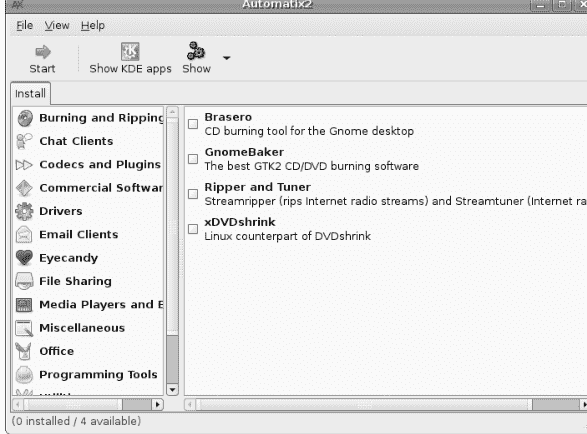 Automatix2
File View Help
Start Show KDE apps Show
Install
Burning and Ripping
Chat Clients
Codecs and Plugins
Commercial Softwar
Drivers
Email Clients
Eyecandy
File Sharing
Media Players and E
Miscellaneous
Office
Programming Tools
Brasero
CD burning tool for the Gnome desktop
GnomeBaker
The best GTK2 CD/DVD burning software
Ripper and Tuner
Streamripper (rips Internet radio streams) and Streamtuner (Internet ra
xDVDshrink
Linux counterpart of DVDshrink
(0 installed / 4 available)